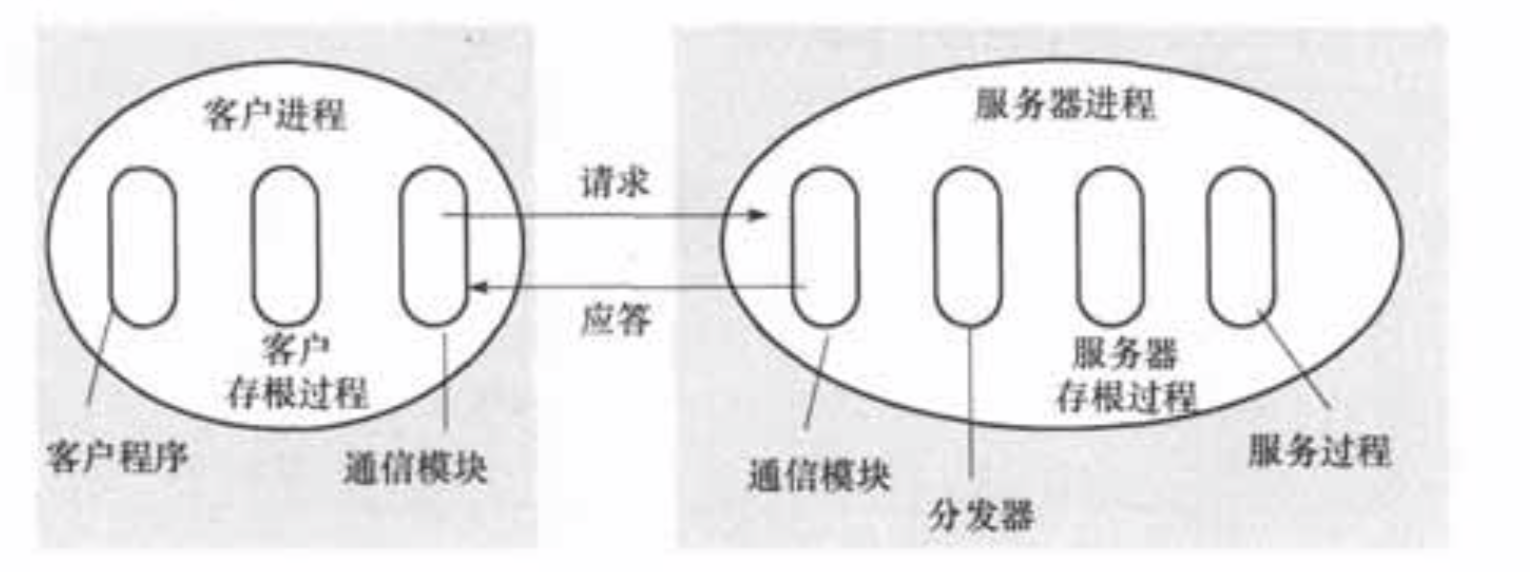 客户进程
服务器进程
请求
应答
客户
存根过程
服务器
存根过程
客户程序
通信模块
通信模块
分发器
服务过程